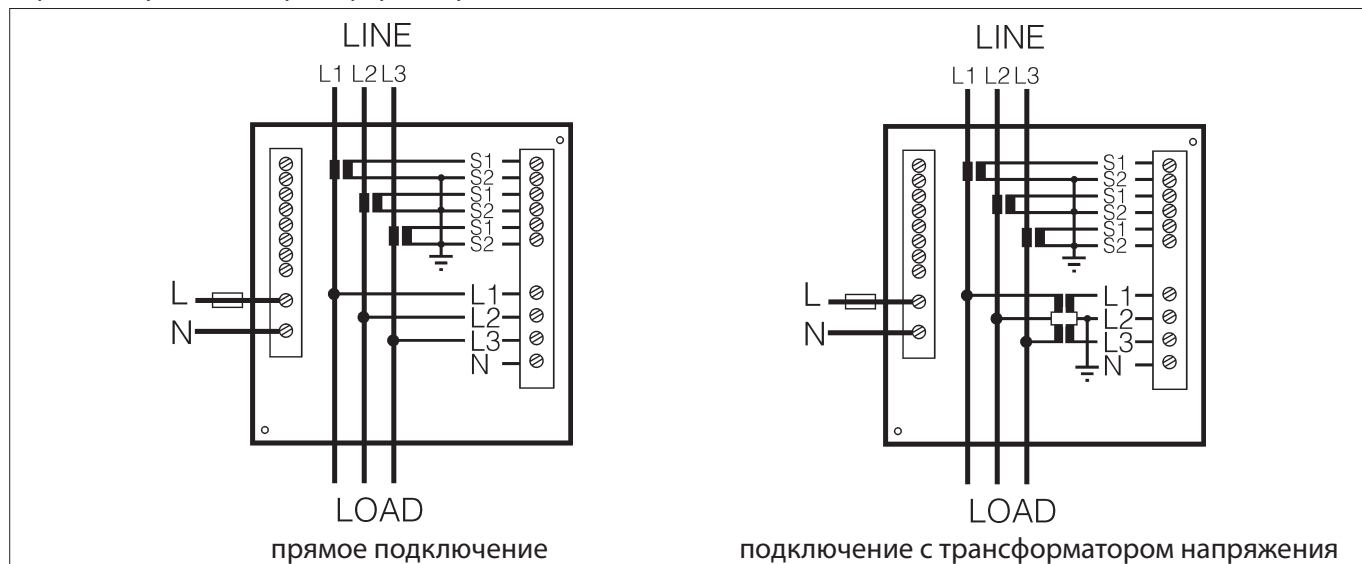 LINE
L1 L2 L3
S1
S2
S1
S2
S1
S2
L
N
L1
L2
L3
N
LOAD
прямое подключение
LINE
L1 L2 L3
S1
S2
S1
S2
S1
S2
L
N
L1
L2
L3
N
LOAD
подключение с трансформатором напряжения